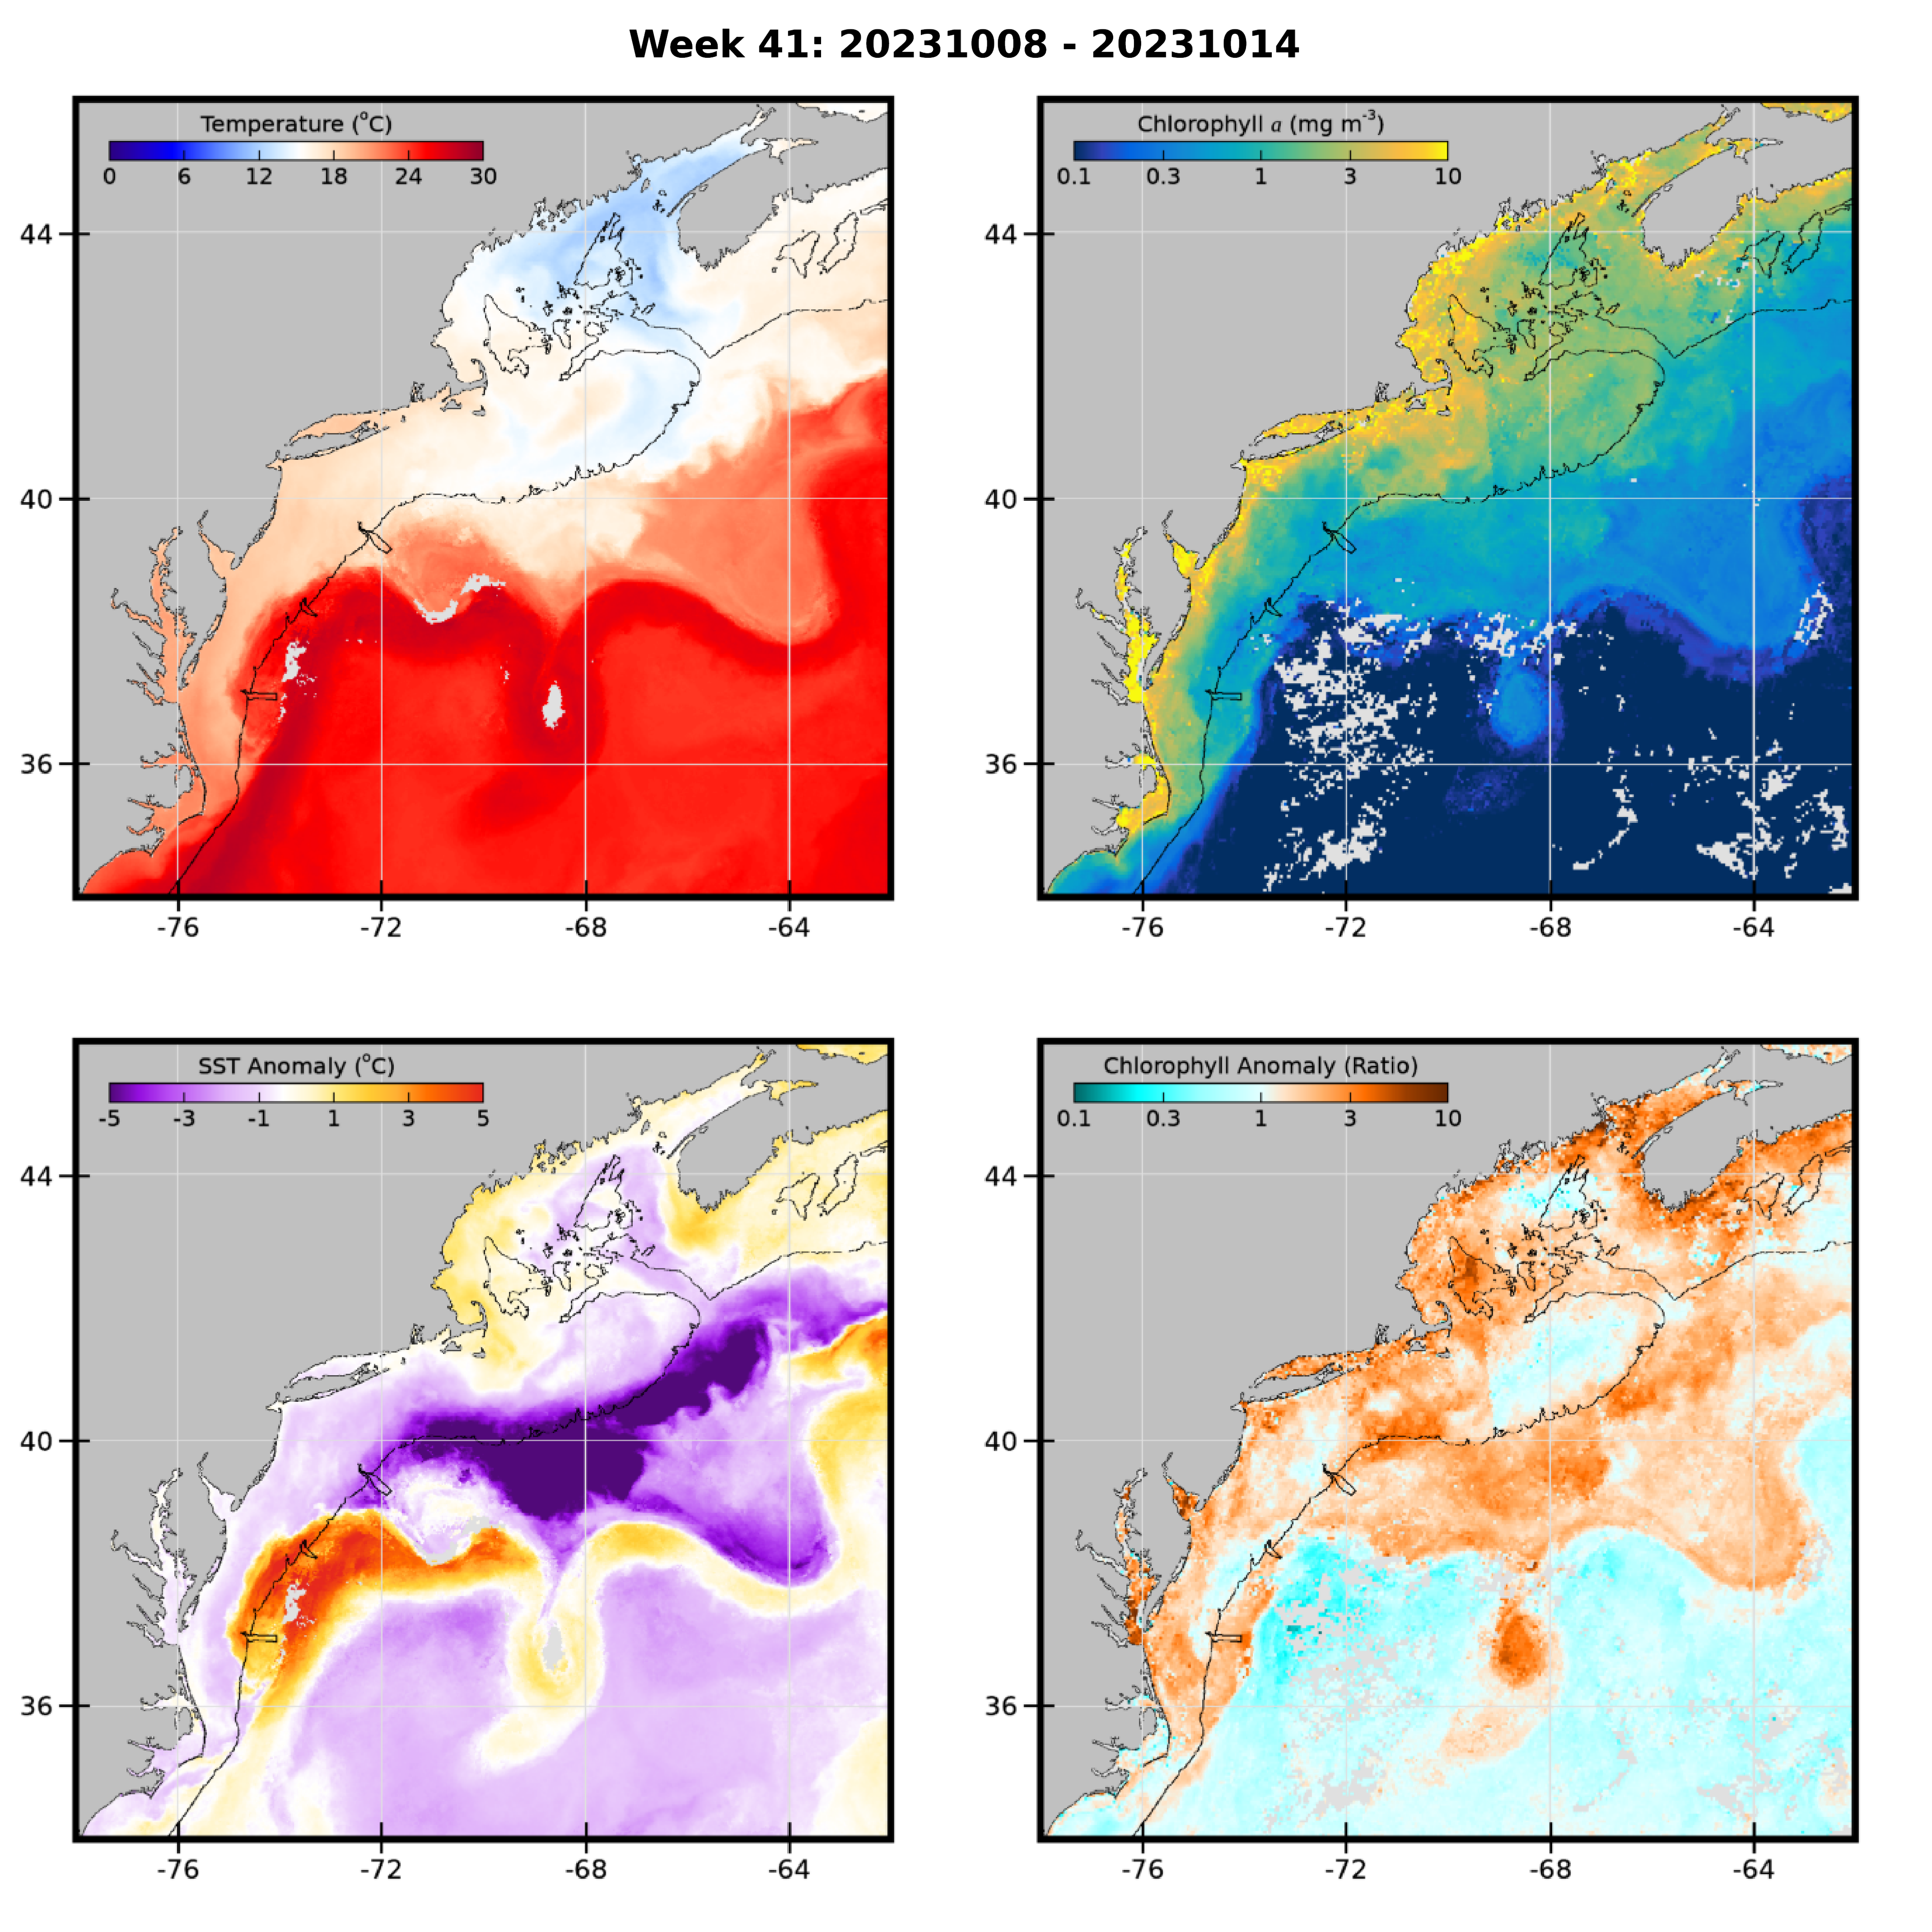 Week 41: 20231008 - 20231014
Temperature (°C)
0 6 12 18 24 30
44
40
36
-76 -72 -68 -64
Chlorophyll a (mg m⁻³)
0.1 0.3 1 3 10
44
40
36
-76 -72 -68 -64
SST Anomaly (°C)
-5 -3 -1 1 3 5
44
40
36
-76 -72 -68 -64
Chlorophyll Anomaly (Ratio)
0.1 0.3 1 3 10
44
40
36
-76 -72 -68 -64